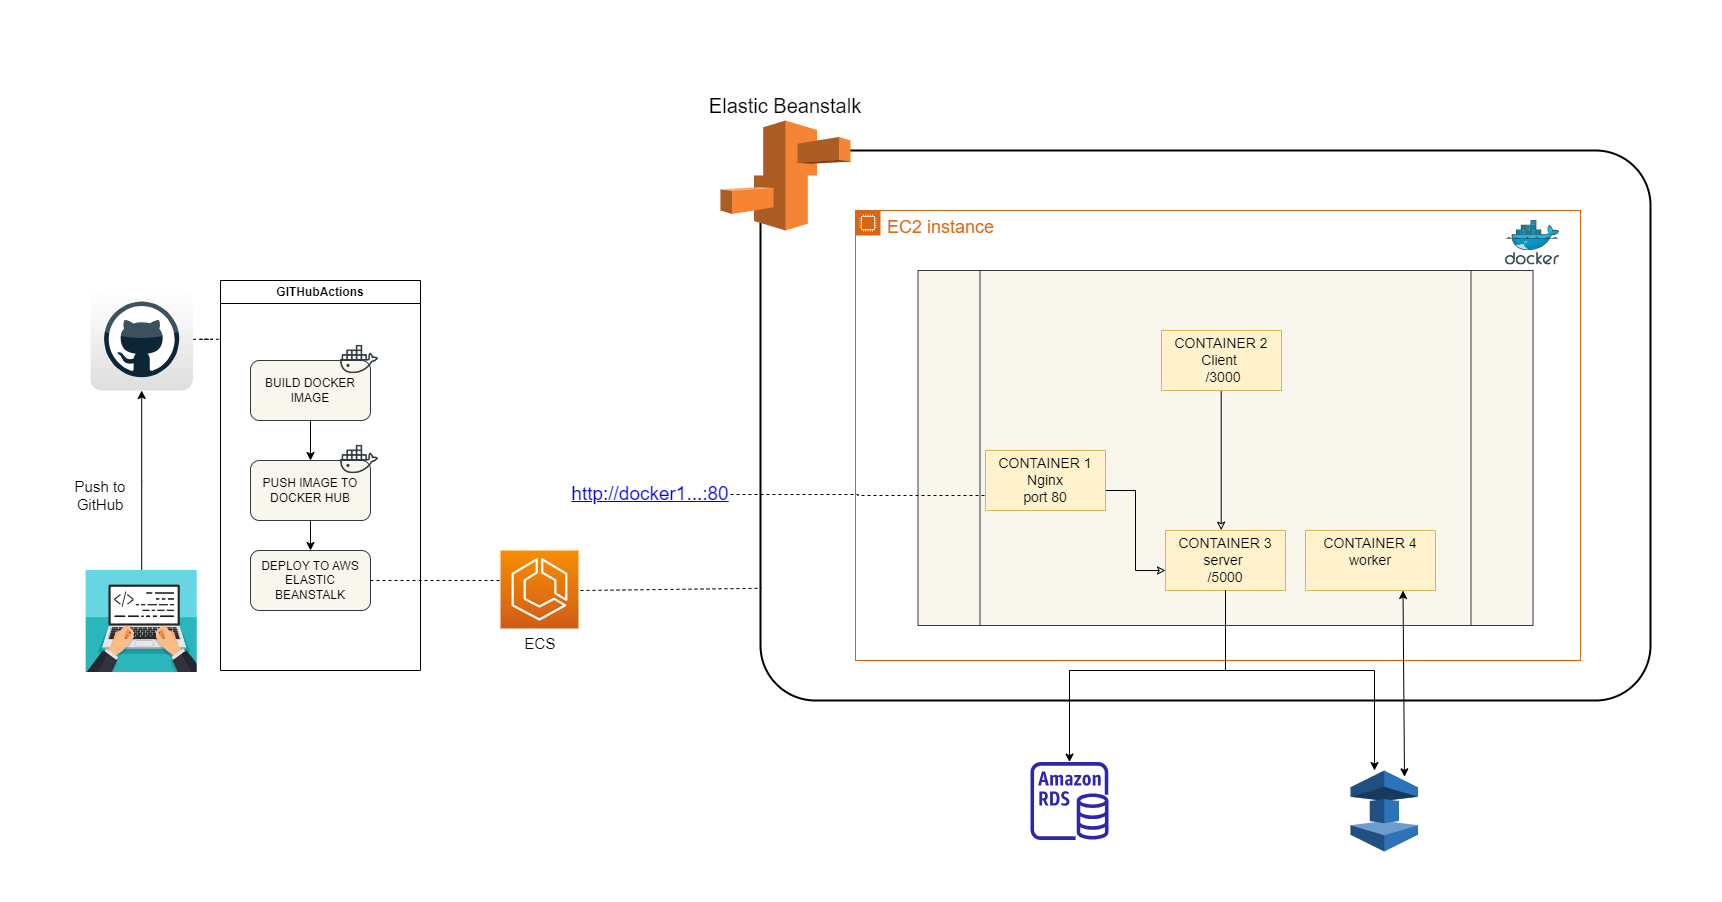 Elastic Beanstalk
EC2 instance
docker
GITHubActions
BUILD DOCKER
IMAGE
PUSH IMAGE TO
DOCKER HUB
DEPLOY TO AWS
ELASTIC
BEANSTALK
Push to
GitHub
</>
ECS
http://docker1...:80
CONTAINER 1
Nginx
port 80
CONTAINER 2
Client
/3000
CONTAINER 3
server
/5000
CONTAINER 4
worker
Amazon
RDS